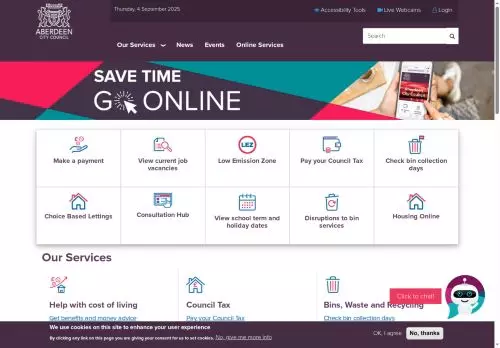 Thursday, 4 September 2025
Accessibility Tools
Live Webcams
Login
ABERDEEN
CITY COUNCIL
Our Services
News
Events
Online Services
Search
SAVE TIME
GO ONLINE
Make a payment
View current job
vacancies
LEZ
Low Emission Zone
Pay your Council Tax
Check bin collection
days
Choice Based Lettings
Consultation Hub
View school term and
holiday dates
Disruptions to bin
services
Housing Online
Our Services
Help with cost of living
Council Tax
Bins, Waste and Recycling
Get benefits and money advice
Pay your Council Tax
Check bin collection days
Click to chat!
We use cookies on this site to enhance your user experience
By clicking any link on this page you are giving your consent for us to set cookies. No, give me more info
OK, I agree
No, thanks